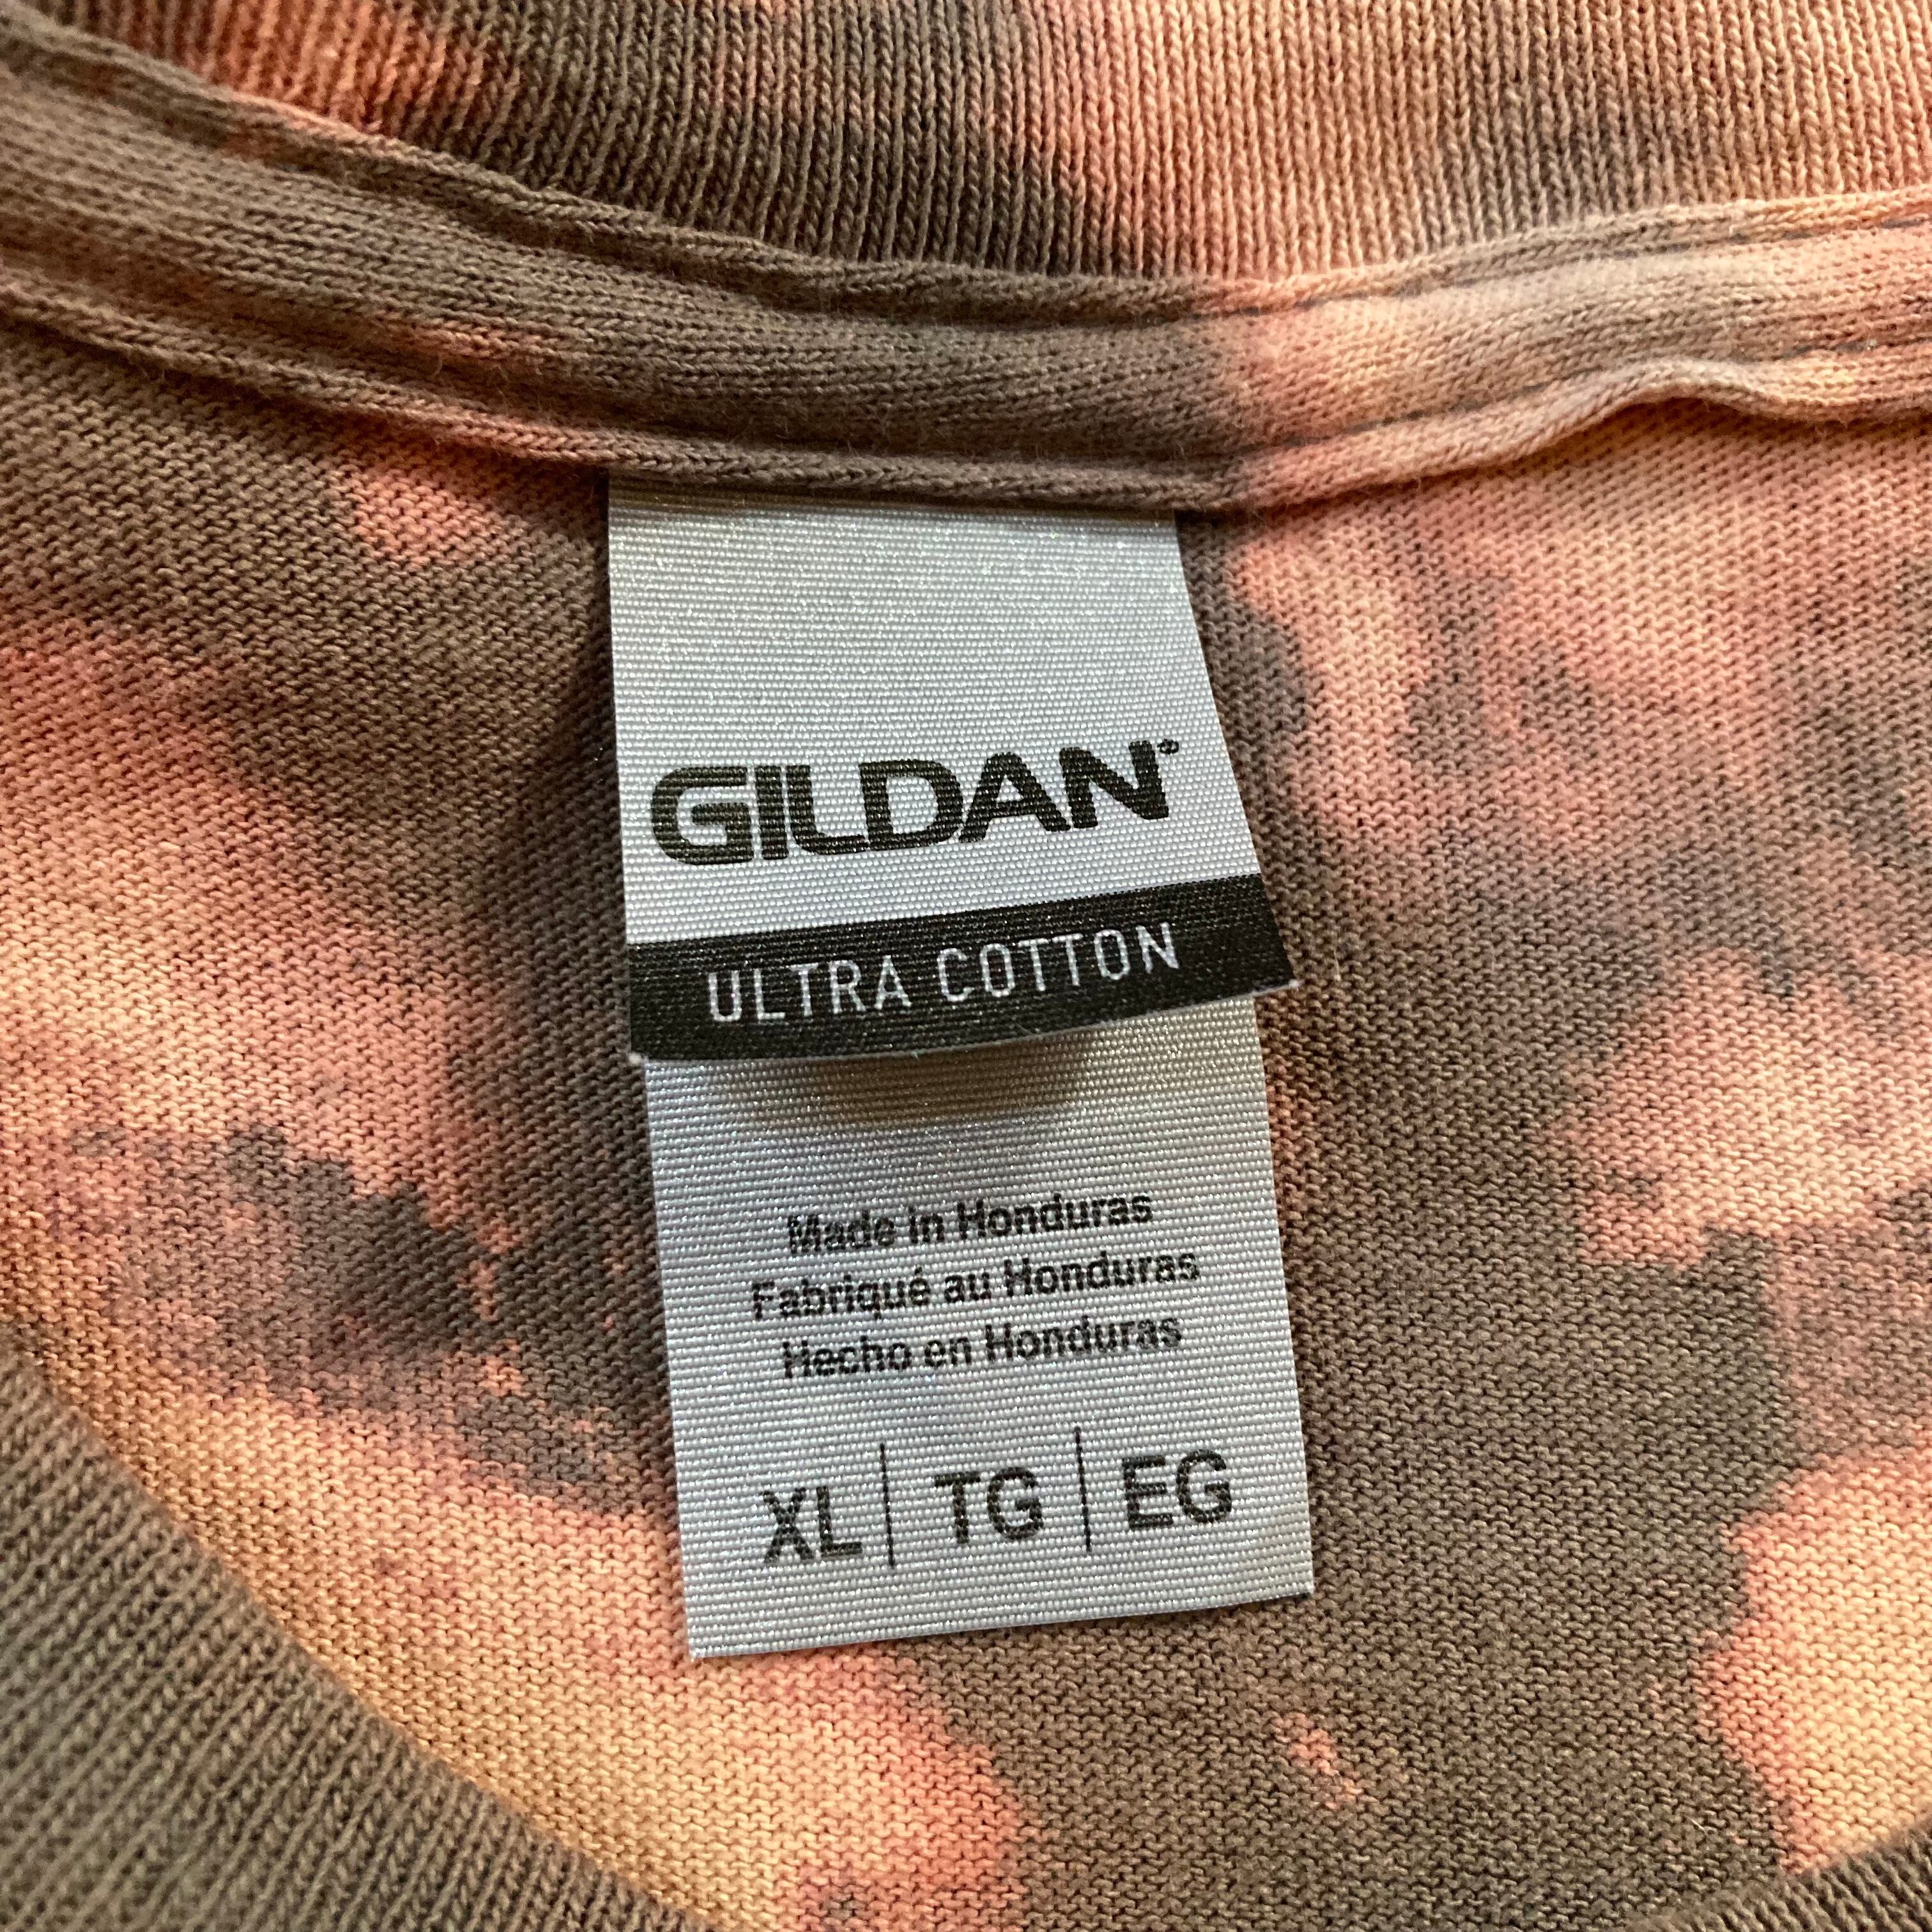 GILDAN®
ULTRA COTTON
Made in Honduras
Fabriqué au Honduras
Hecho en Honduras
XL | TG | EG